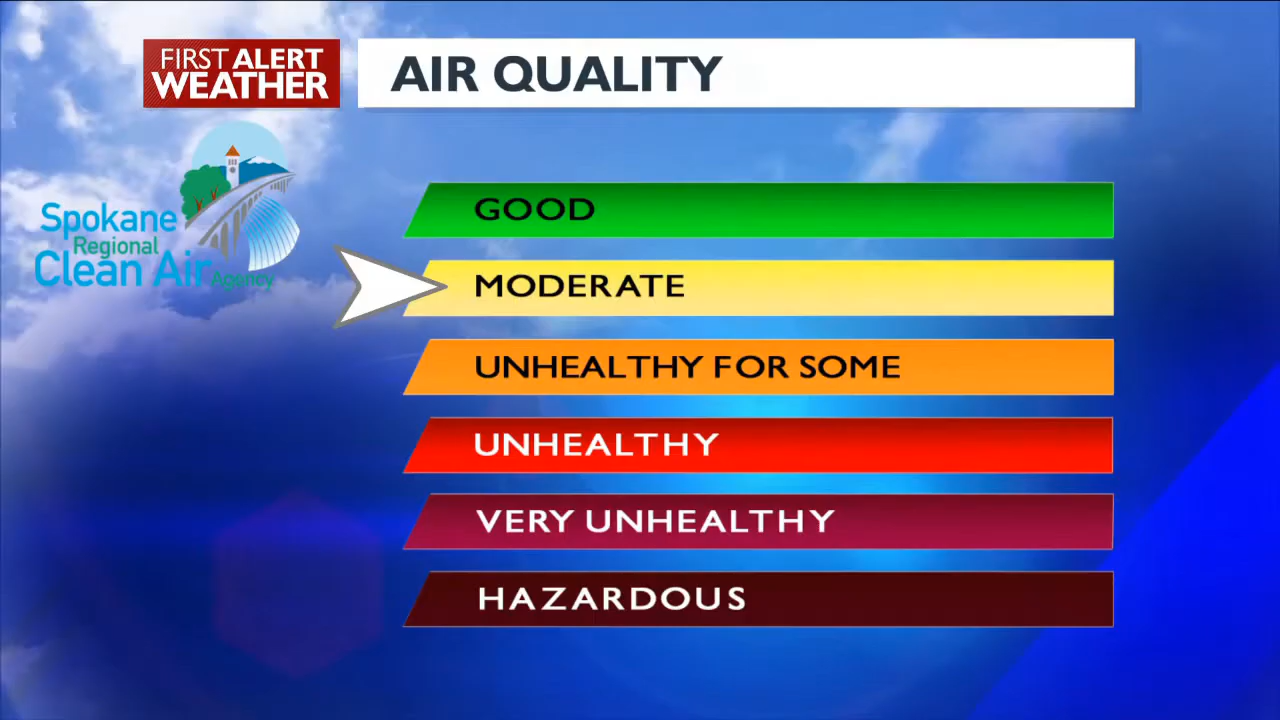 FIRST ALERT
WEATHER
AIR QUALITY
Spokane
Regional
Clean Air
Agency
GOOD
MODERATE
UNHEALTHY FOR SOME
UNHEALTHY
VERY UNHEALTHY
HAZARDOUS